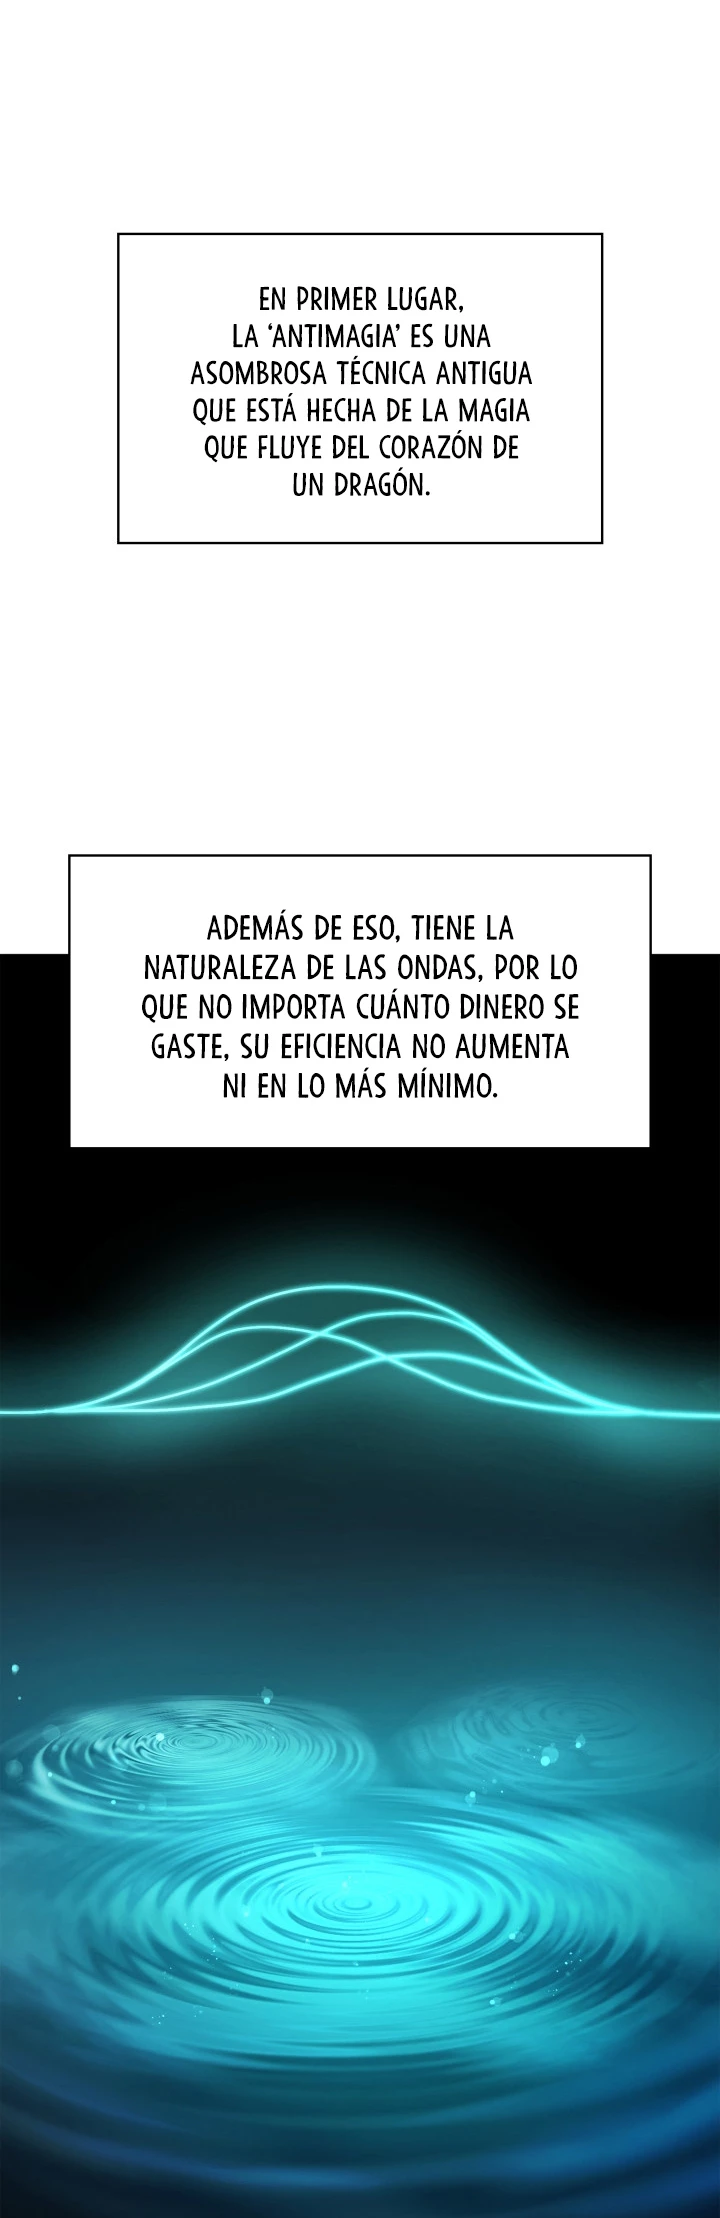 EN PRIMER LUGAR,
LA ‘ANTIMAGIA’ ES UNA
ASOMBROSA TÉCNICA ANTIGUA
QUE ESTÁ HECHA DE LA MAGIA
QUE FLUYE DEL CORAZÓN DE
UN DRAGÓN.
ADEMÁS DE ESO, TIENE LA
NATURALEZA DE LAS ONDAS, POR LO
QUE NO IMPORTA CUÁNTO DINERO SE
GASTE, SU EFICIENCIA NO AUMENTA
NI EN LO MÁS MÍNIMO.